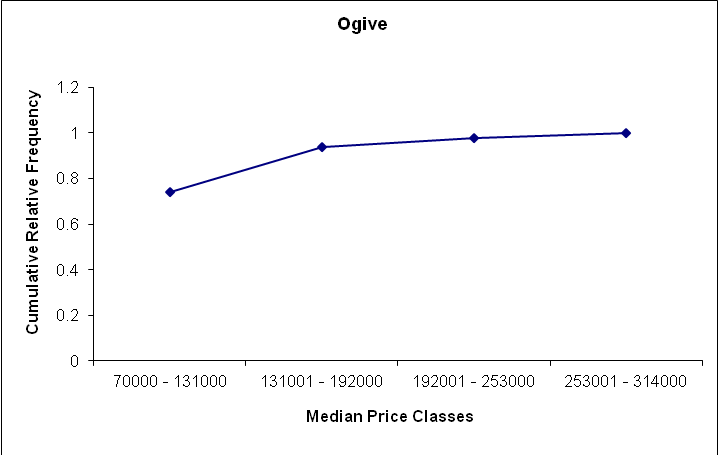 Ogive
1.2
1
0.8
0.6
0.4
0.2
0
Cumulative Relative Frequency
70000 - 131000 131001 - 192000 192001 - 253000 253001 - 314000
Median Price Classes